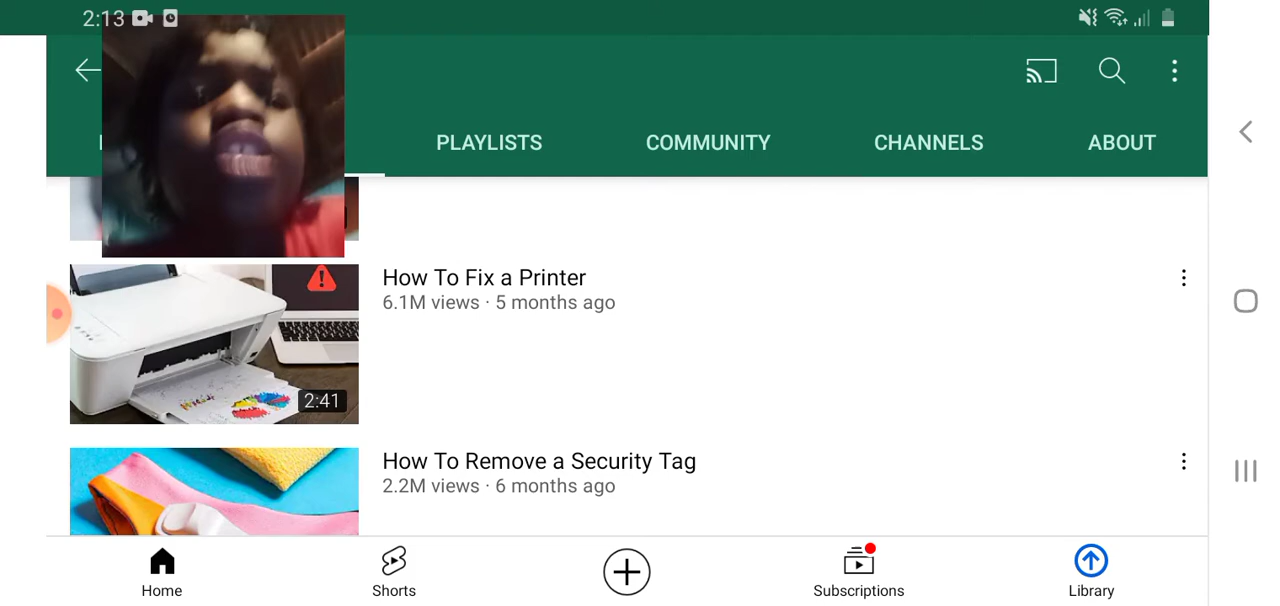 2:13
PLAYLISTS
COMMUNITY
CHANNELS
ABOUT
How To Fix a Printer
6.1M views · 5 months ago
2:41
How To Remove a Security Tag
2.2M views · 6 months ago
Home
Shorts
Subscriptions
Library